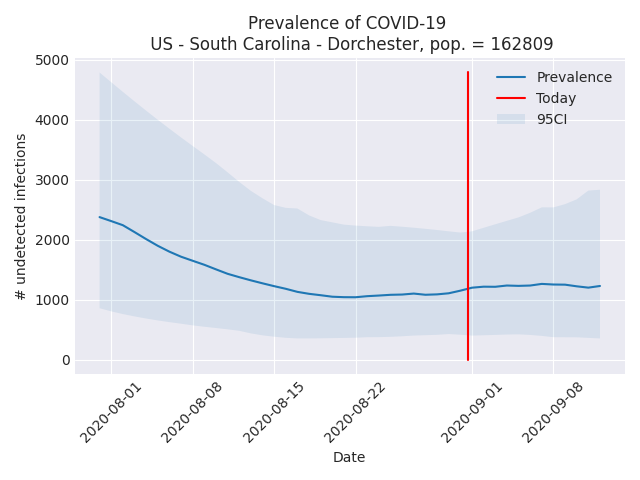 Prevalence of COVID-19
US - South Carolina - Dorchester, pop. = 162809
5000
4000
3000
2000
1000
0
# undetected infections
Prevalence
Today
95CI
2020-08-01
2020-08-08
2020-08-15
2020-08-22
2020-09-01
2020-09-08
Date